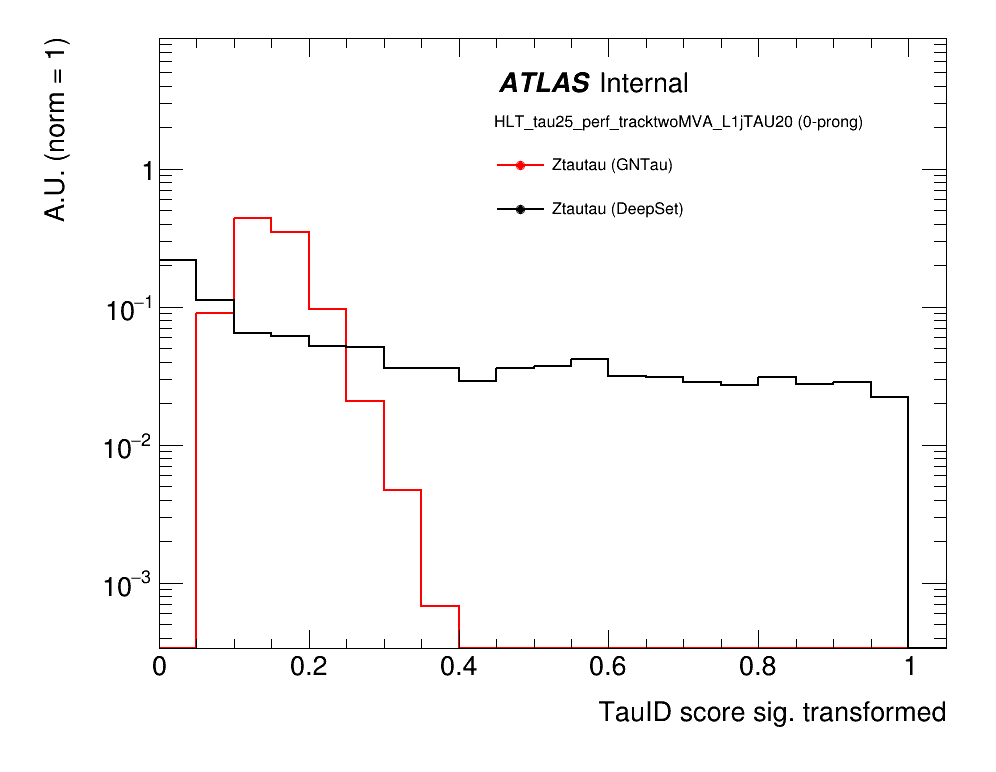 A.U. (norm = 1)
ATLAS Internal
HLT_tau25_perf_tracktwoMVA_L1jTAU20 (0-prong)
Ztautau (GNTau)
Ztautau (DeepSet)
1
10⁻¹
10⁻²
10⁻³
0 0.2 0.4 0.6 0.8 1
TauID score sig. transformed